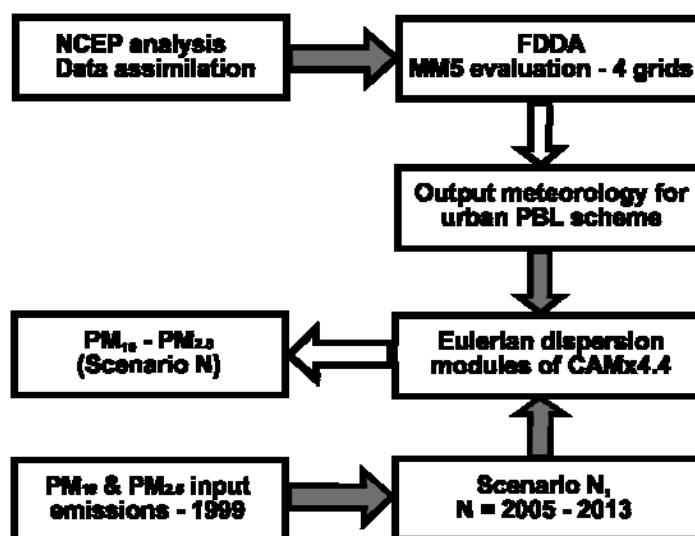 NCEP analysis
Data assimilation
FDDA
MM5 evaluation - 4 grids
Output meteorology for
urban PBL scheme
PM₁₀ - PM₂.₅
(Scenario N)
Eulerian dispersion
modules of CAMx4.4
PM₁₀ & PM₂.₅ input
emissions - 1999
Scenario N,
N = 2005 - 2013